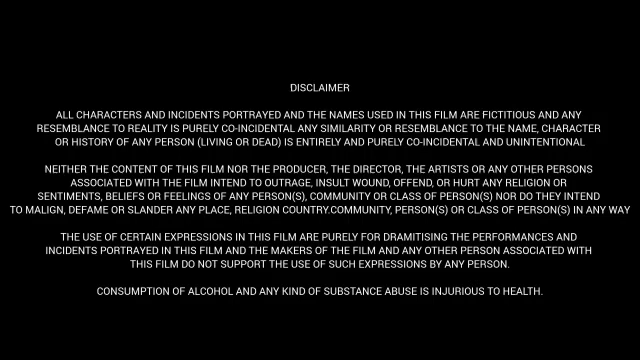 DISCLAIMER
ALL CHARACTERS AND INCIDENTS PORTRAYED AND THE NAMES USED IN THIS FILM ARE FICTITIOUS AND ANY
RESEMBLANCE TO REALITY IS PURELY CO-INCIDENTAL ANY SIMILARITY OR RESEMBLANCE TO THE NAME, CHARACTER
OR HISTORY OF ANY PERSON (LIVING OR DEAD) IS ENTIRELY AND PURELY CO-INCIDENTAL AND UNINTENTIONAL
NEITHER THE CONTENT OF THIS FILM NOR THE PRODUCER, THE DIRECTOR, THE ARTISTS OR ANY OTHER PERSONS
ASSOCIATED WITH THE FILM INTEND TO OUTRAGE, INSULT WOUND, OFFEND, OR HURT ANY RELIGION OR
SENTIMENTS, BELIEFS OR FEELINGS OF ANY PERSON(S), COMMUNITY OR CLASS OF PERSON(S) NOR DO THEY INTEND
TO MALIGN, DEFAME OR SLANDER ANY PLACE, RELIGION COUNTRY.COMMUNITY, PERSON(S) OR CLASS OF PERSON(S) IN ANY WAY
THE USE OF CERTAIN EXPRESSIONS IN THIS FILM ARE PURELY FOR DRAMITISING THE PERFORMANCES AND
INCIDENTS PORTRAYED IN THIS FILM AND THE MAKERS OF THE FILM AND ANY OTHER PERSON ASSOCIATED WITH
THIS FILM DO NOT SUPPORT THE USE OF SUCH EXPRESSIONS BY ANY PERSON.
CONSUMPTION OF ALCOHOL AND ANY KIND OF SUBSTANCE ABUSE IS INJURIOUS TO HEALTH.